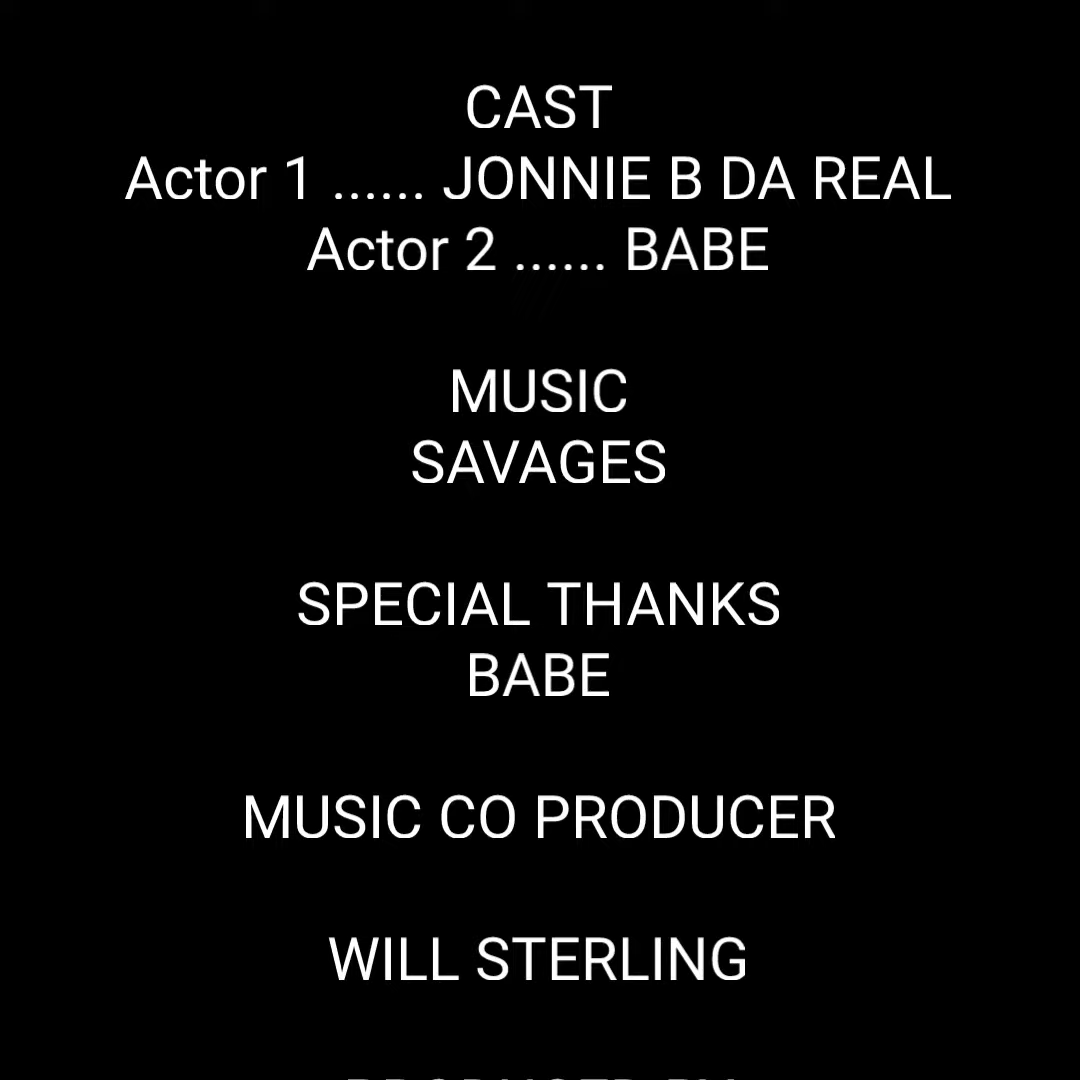 CAST
Actor 1 ...... JONNIE B DA REAL
Actor 2 ...... BABE
MUSIC
SAVAGES
SPECIAL THANKS
BABE
MUSIC CO PRODUCER
WILL STERLING